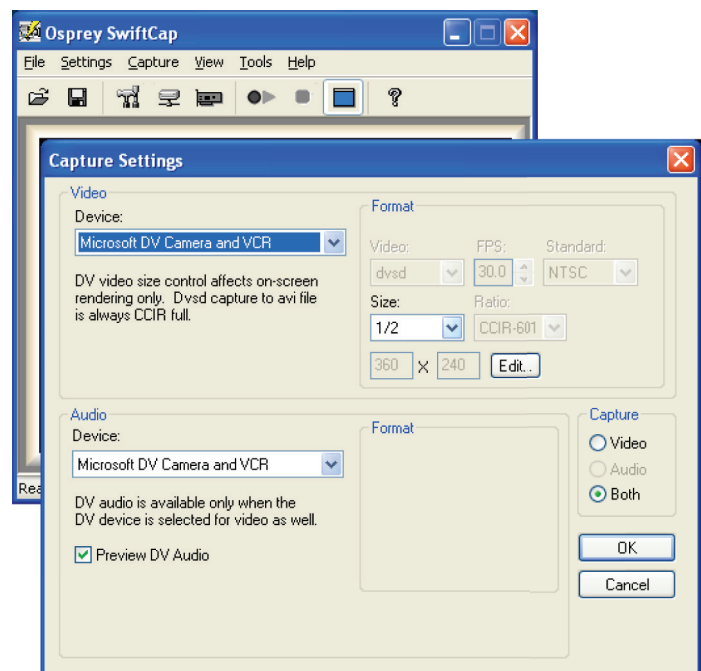 Osprey SwiftCap
File Settings Capture View Tools Help
Capture Settings
Video
Device:
Microsoft DV Camera and VCR
DV video size control affects on-screen
rendering only. Dvsd capture to avi file
is always CCIR full.
Format
Video: FPS: Standard:
dvsd 30.0 NTSC
Size: Ratio:
1/2 CCIR-601
360 X 240 Edit..
Audio
Device:
Microsoft DV Camera and VCR
DV audio is available only when the
DV device is selected for video as well.
Preview DV Audio
Format
Capture
Video
Audio
Both
OK
Cancel
Rea